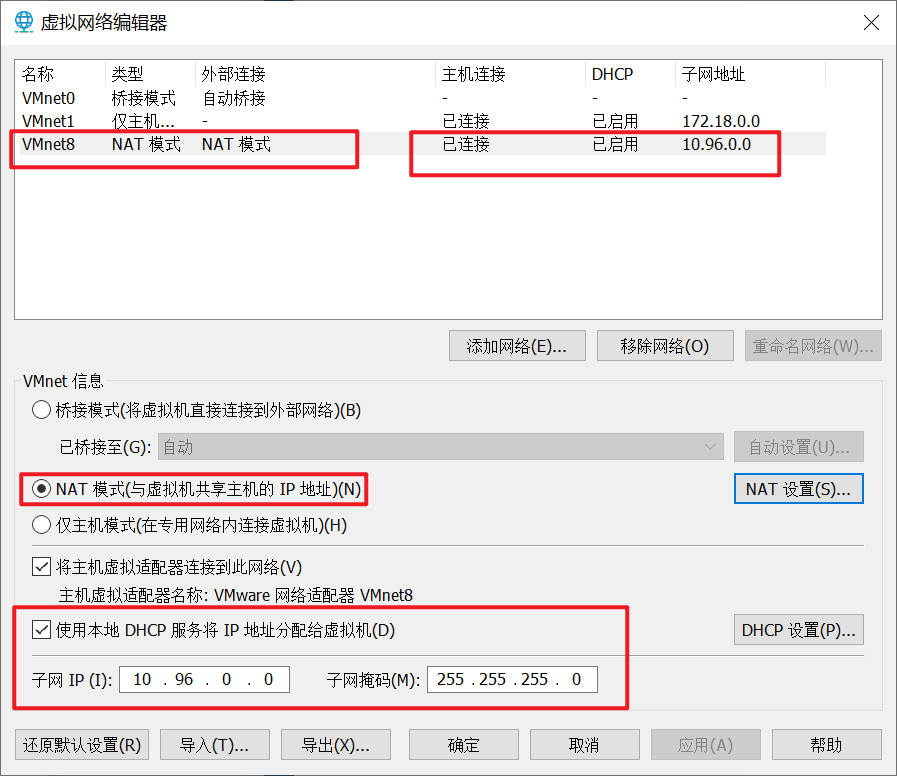 虚拟网络编辑器
名称 类型 外部连接 主机连接 DHCP 子网地址
VMnet0 桥接模式 自动桥接 - - -
VMnet1 仅主机... - 已连接 已启用 172.18.0.0
VMnet8 NAT 模式 NAT 模式 已连接 已启用 10.96.0.0
添加网络(E)... 移除网络(O) 重命名网络(W)...
VMnet 信息
桥接模式(将虚拟机直接连接到外部网络)(B)
已桥接至(G): 自动 自动设置(U)...
NAT 模式(与虚拟机共享主机的 IP 地址)(N) NAT 设置(S)...
仅主机模式(在专用网络内连接虚拟机)(H)
将主机虚拟适配器连接到此网络(V)
主机虚拟适配器名称: VMware 网络适配器 VMnet8
使用本地 DHCP 服务将 IP 地址分配给虚拟机(D) DHCP 设置(P)...
子网 IP (I): 10 . 96 . 0 . 0 子网掩码(M): 255 . 255 . 255 . 0
还原默认设置(R) 导入(T)... 导出(X)... 确定 取消 应用(A) 帮助